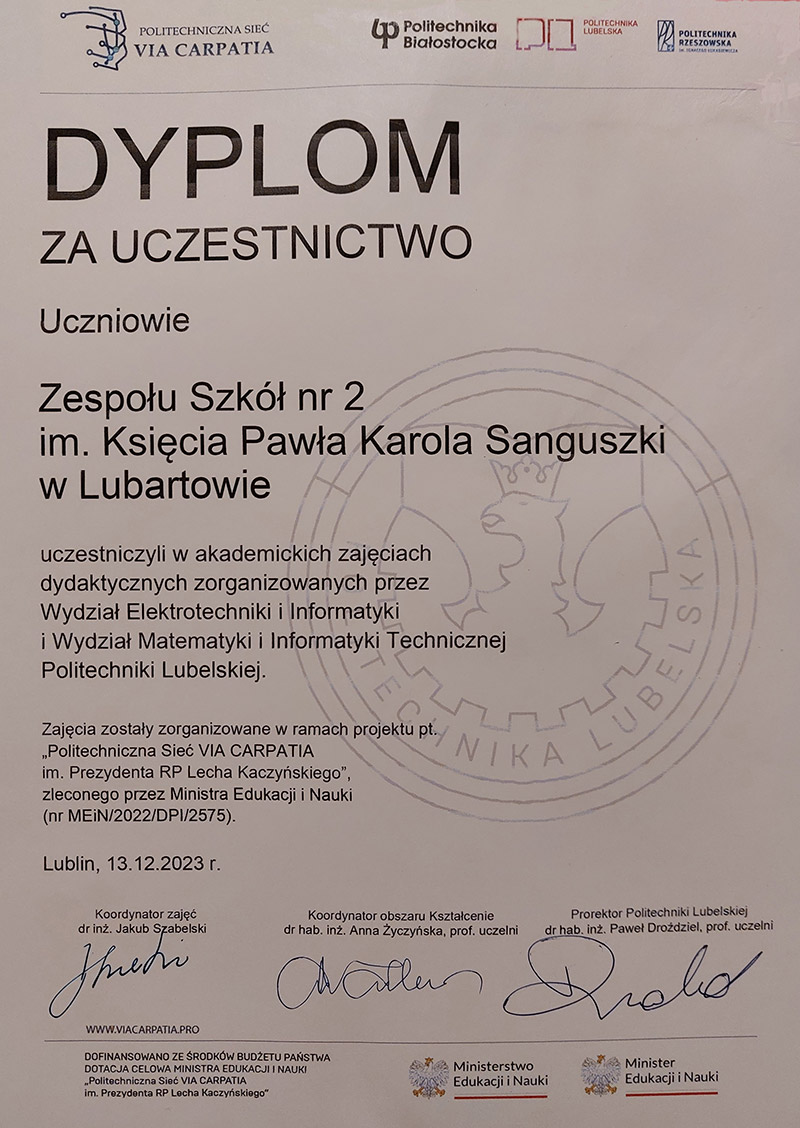 POLITECHNICZNA SIEĆ
VIA CARPATIA
Politechnika
Białostocka
POLITECHNIKA
LUBELSKA
POLITECHNIKA
RZESZOWSKA
DYPLOM
ZA UCZESTNICTWO
Uczniowie
Zespołu Szkół nr 2
im. Księcia Pawła Karola Sanguszki
w Lubartowie
uczestniczyli w akademickich zajęciach
dydaktycznych zorganizowanych przez
Wydział Elektrotechniki i Informatyki
i Wydział Matematyki i Informatyki Technicznej
Politechniki Lubelskiej.
Zajęcia zostały zorganizowane w ramach projektu pt.
„Politechniczna Sieć VIA CARPATIA
im. Prezydenta RP Lecha Kaczyńskiego”,
zleconego przez Ministra Edukacji i Nauki
(nr MEiN/2022/DPI/2575).
Lublin, 13.12.2023 r.
Koordynator zajęć
dr inż. Jakub Szabelski
Koordynator obszaru Kształcenie
dr hab. inż. Anna Życzyńska, prof. uczelni
Prorektor Politechniki Lubelskiej
dr hab. inż. Paweł Droździel, prof. uczelni
WWW.VIACARPATIA.PRO
DOFINANSOWANO ZE ŚRODKÓW BUDŻETU PAŃSTWA
DOTACJA CELOWA MINISTRA EDUKACJI I NAUKI
„Politechniczna Sieć VIA CARPATIA
im. Prezydenta RP Lecha Kaczyńskiego”
Ministerstwo
Edukacji i Nauki
Minister
Edukacji i Nauki